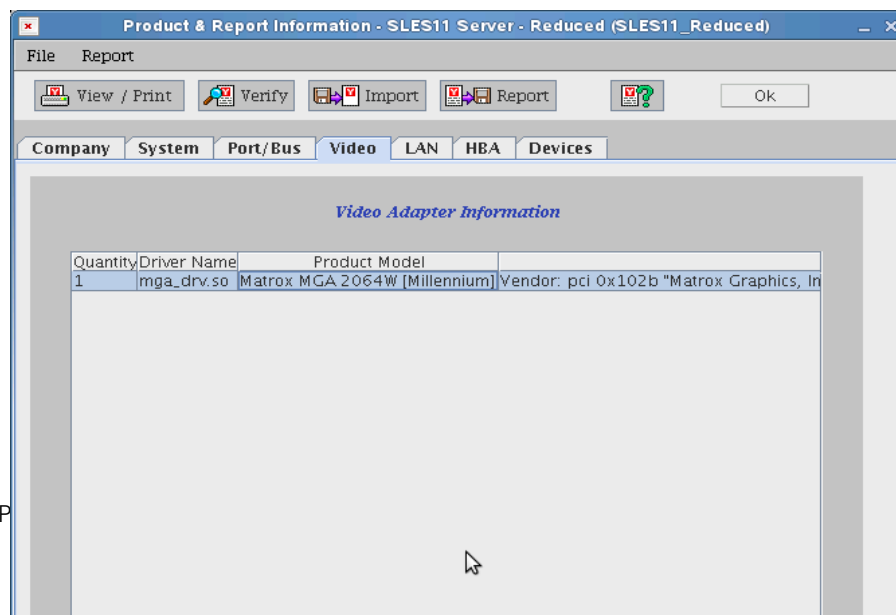 Product & Report Information - SLES11 Server - Reduced (SLES11_Reduced)
File Report
View / Print Verify Import Report Ok
Company System Port/Bus Video LAN HBA Devices
Video Adapter Information
Quantity Driver Name Product Model
1 mga_drv.so Matrox MGA 2064W [Millennium] Vendor: pci 0x102b "Matrox Graphics, In
P